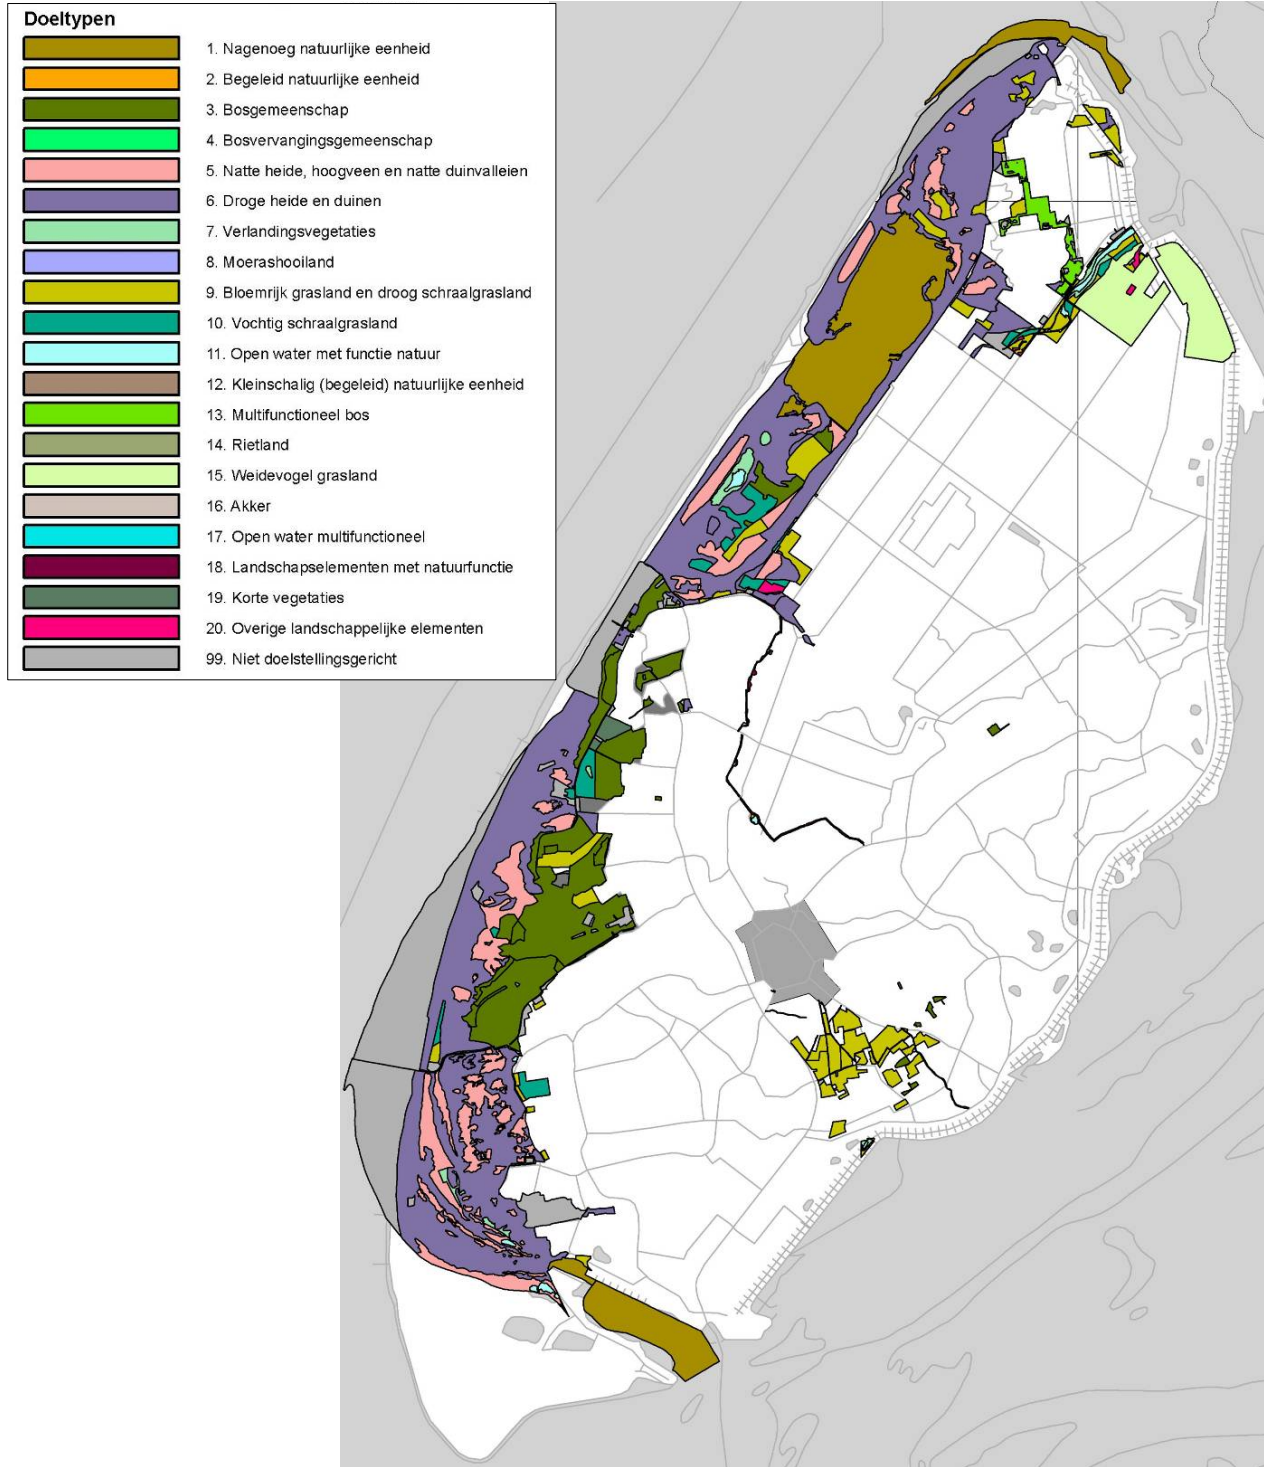 Doeltypen
1. Nagenoeg natuurlijke eenheid
2. Begeleid natuurlijke eenheid
3. Bosgemeenschap
4. Bosvervangingsgemeenschap
5. Natte heide, hoogveen en natte duinvalleien
6. Droge heide en duinen
7. Verlandingsvegetaties
8. Moerashooiland
9. Bloemrijk grasland en droog schraalgrasland
10. Vochtig schraalgrasland
11. Open water met functie natuur
12. Kleinschalig (begeleid) natuurlijke eenheid
13. Multifunctioneel bos
14. Rietland
15. Weidevogel grasland
16. Akker
17. Open water multifunctioneel
18. Landschapselementen met natuurfunctie
19. Korte vegetaties
20. Overige landschappelijke elementen
99. Niet doelstellingsgericht